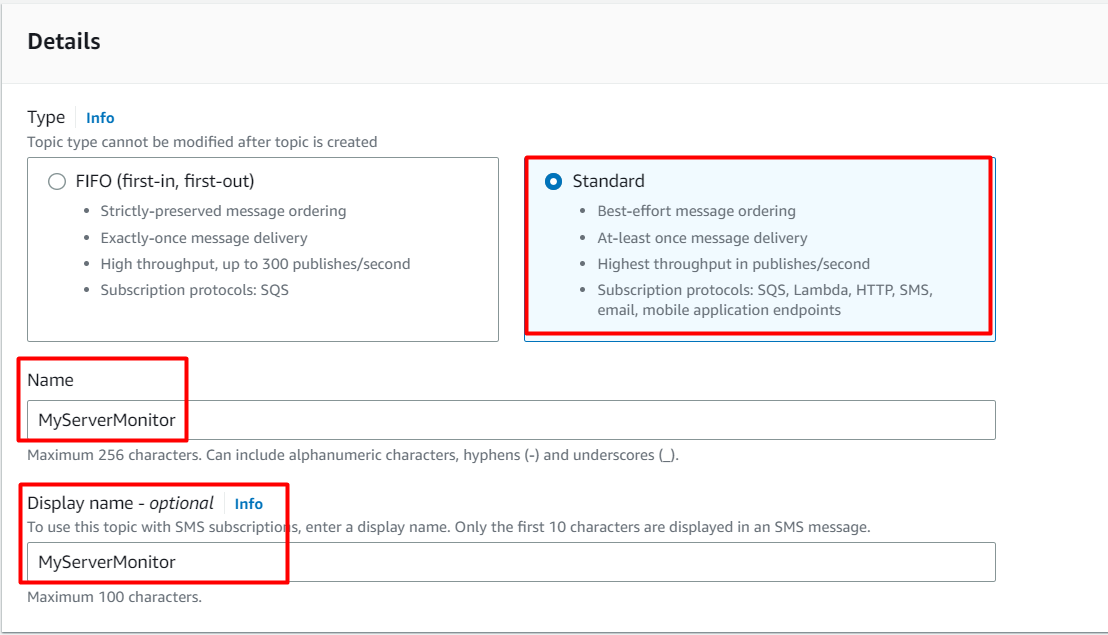 Details
Type Info
Topic type cannot be modified after topic is created
FIFO (first-in, first-out)
• Strictly-preserved message ordering
• Exactly-once message delivery
• High throughput, up to 300 publishes/second
• Subscription protocols: SQS
Standard
• Best-effort message ordering
• At-least once message delivery
• Highest throughput in publishes/second
• Subscription protocols: SQS, Lambda, HTTP, SMS,
email, mobile application endpoints
Name
MyServerMonitor
Maximum 256 characters. Can include alphanumeric characters, hyphens (-) and underscores (_).
Display name - optional Info
To use this topic with SMS subscriptions, enter a display name. Only the first 10 characters are displayed in an SMS message.
MyServerMonitor
Maximum 100 characters.